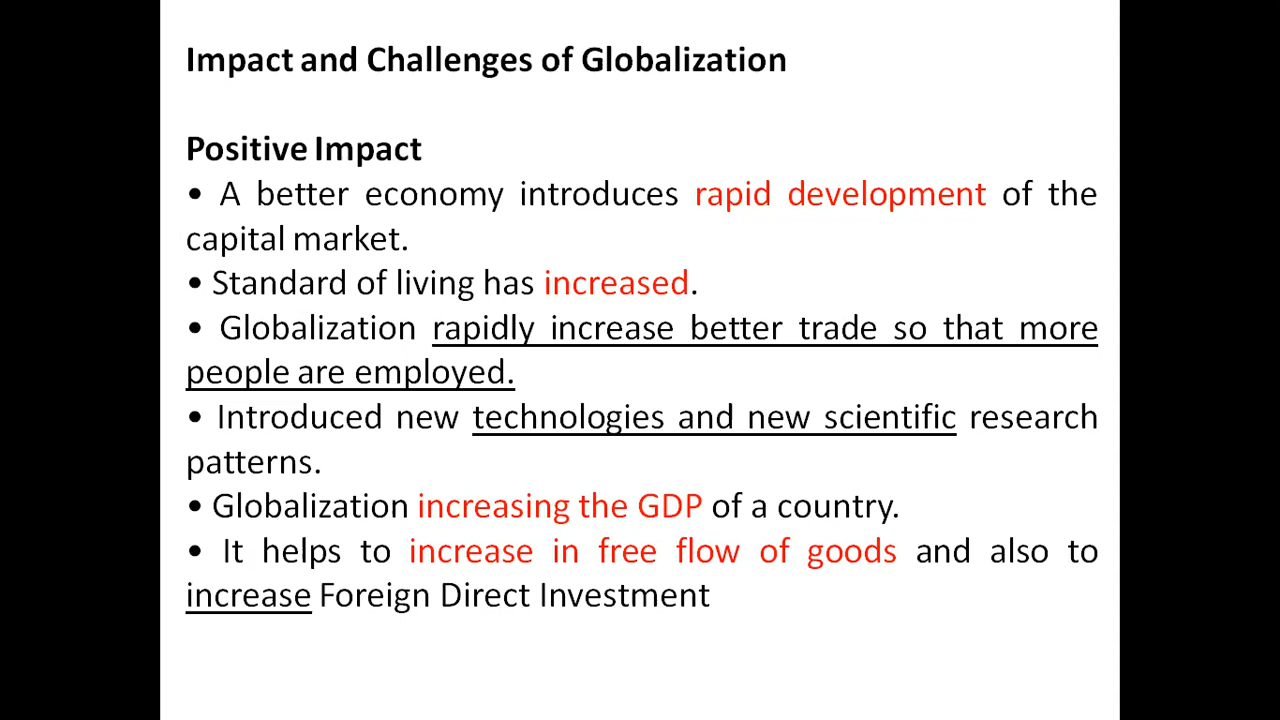 Impact and Challenges of Globalization
Positive Impact
• A better economy introduces rapid development of the
capital market.
• Standard of living has increased.
• Globalization rapidly increase better trade so that more
people are employed.
• Introduced new technologies and new scientific research
patterns.
• Globalization increasing the GDP of a country.
• It helps to increase in free flow of goods and also to
increase Foreign Direct Investment